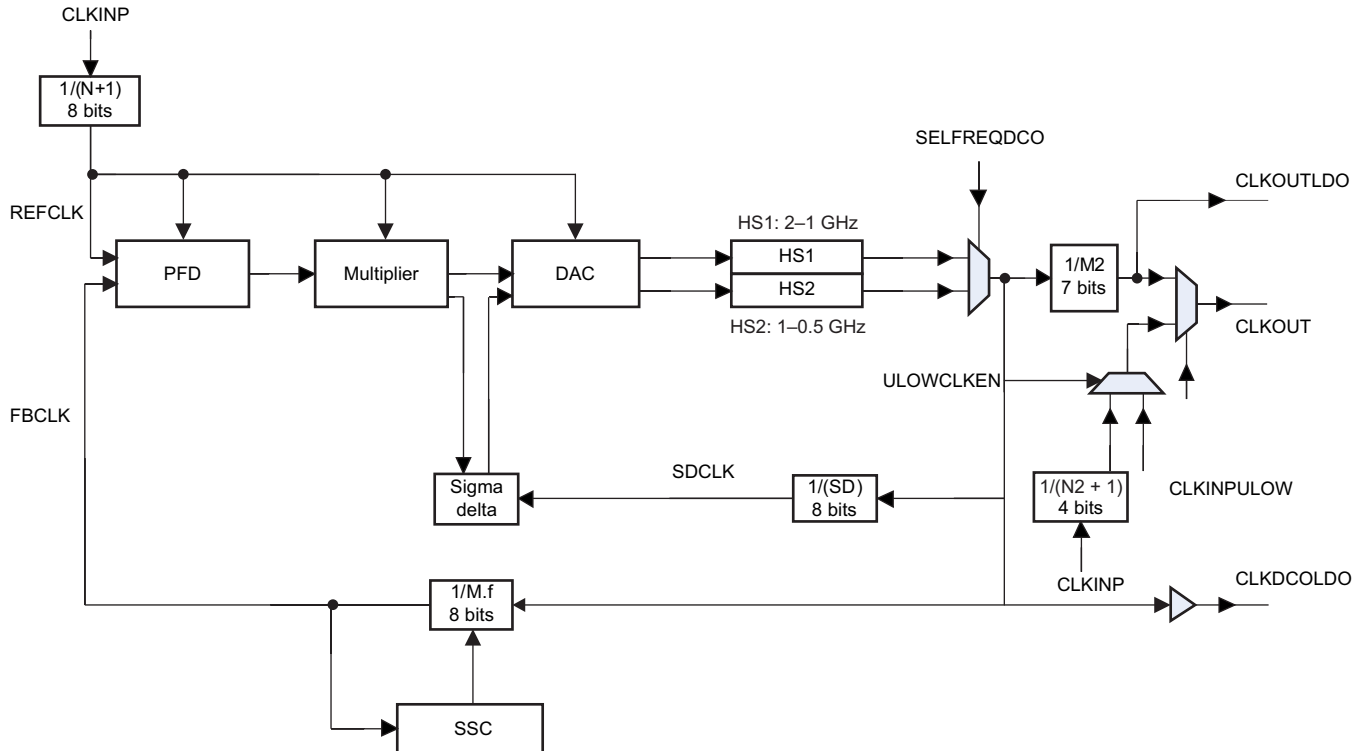 CLKINP
1/(N+1)
8 bits
SELFREQDCO
CLKOUTLDO
REFCLK
HS1: 2–1 GHz
PFD
Multiplier
DAC
HS1
HS2
1/M2
7 bits
HS2: 1–0.5 GHz
CLKOUT
ULOWCLKEN
FBCLK
SDCLK
Sigma
delta
1/(SD)
8 bits
1/(N2 + 1)
4 bits
CLKINPULOW
CLKINP
CLKDCOLDO
1/M.f
8 bits
SSC